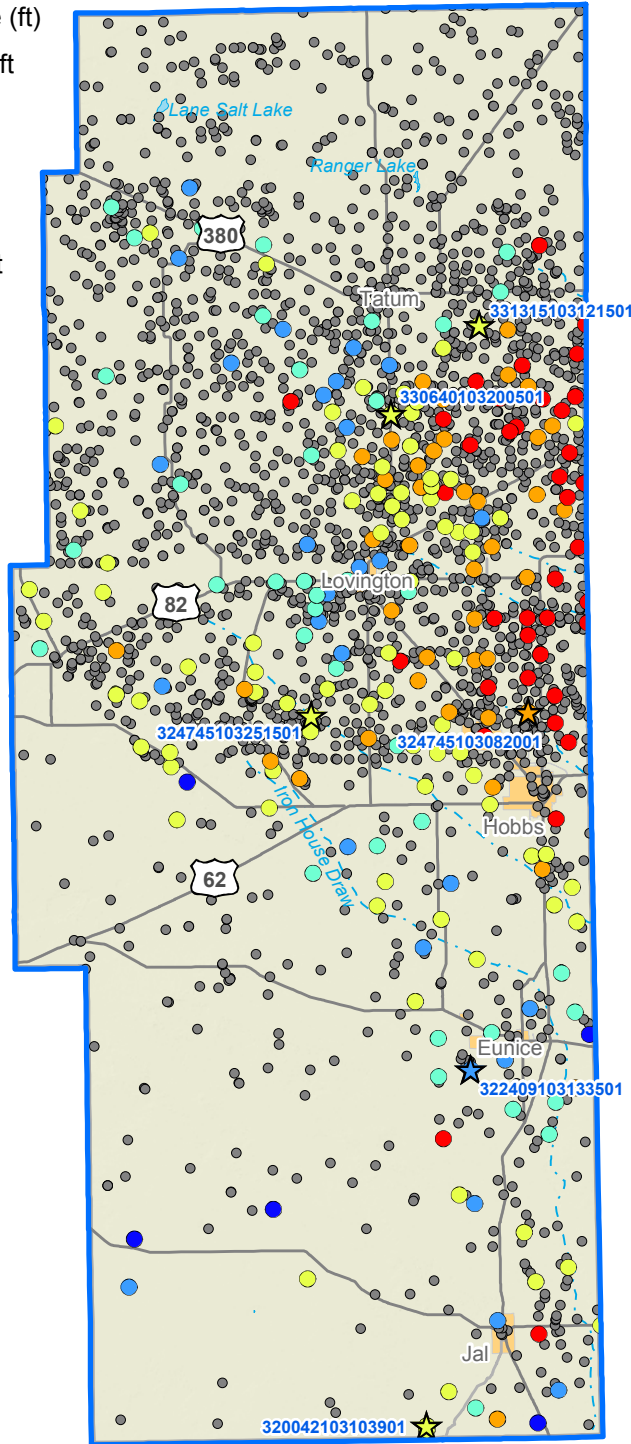 (ft)
ft
Lane Salt Lake
Ranger Lake
380
t
Tatum
331315103121501
330640103200501
Lovington
82
324745103251501
324745103082001
Iron House Draw
Hobbs
62
Eunice
322409103133501
Jal
320042103103901